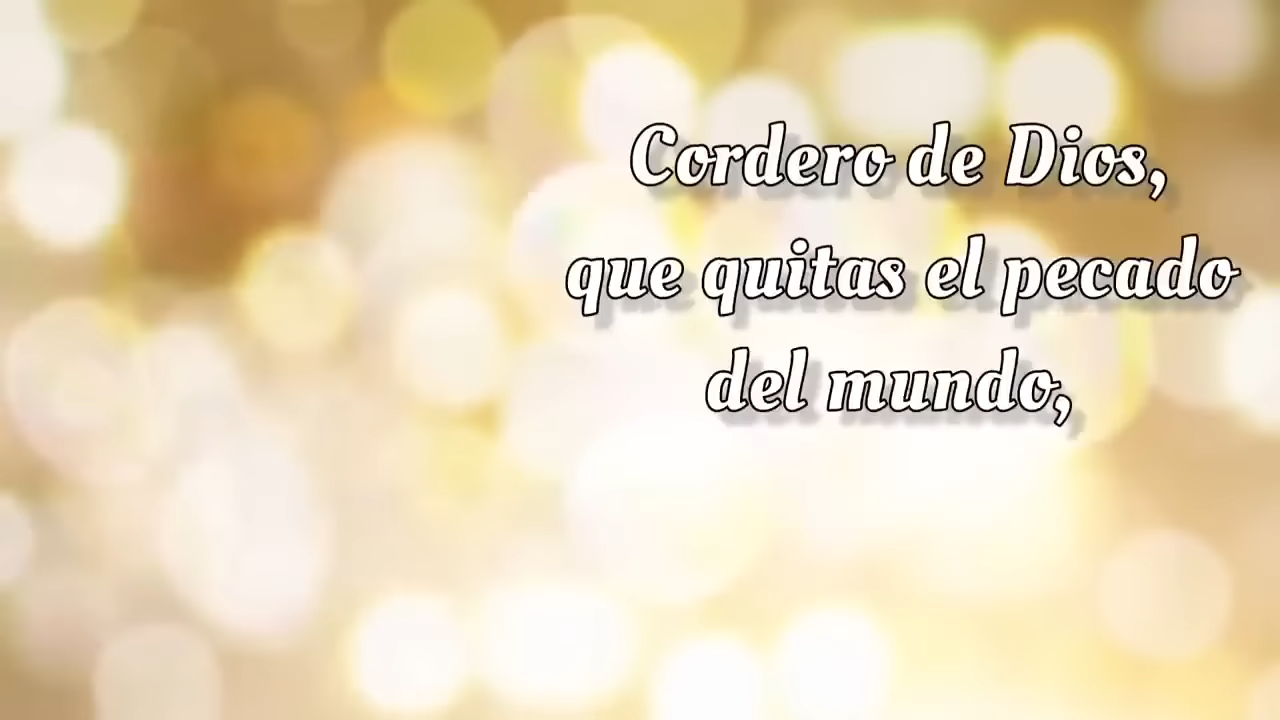 Cordero de Dios,
que quitas el pecado
del mundo,